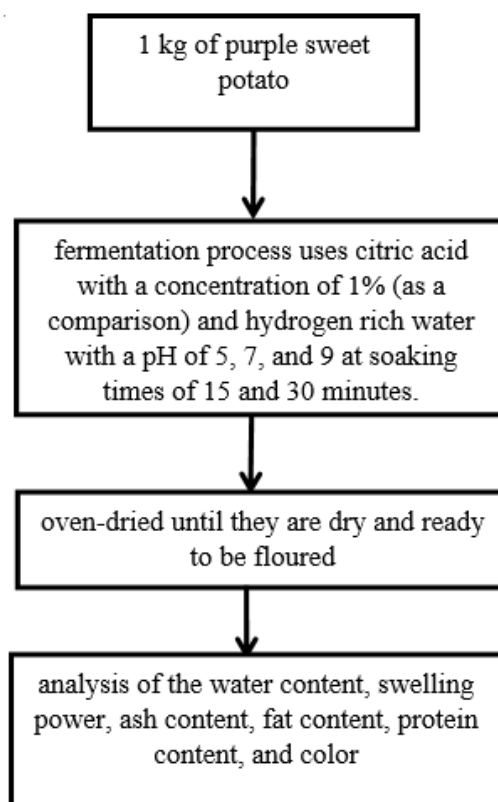 1 kg of purple sweet
potato
fermentation process uses citric acid
with a concentration of 1% (as a
comparison) and hydrogen rich water
with a pH of 5, 7, and 9 at soaking
times of 15 and 30 minutes.
oven-dried until they are dry and ready
to be floured
analysis of the water content, swelling
power, ash content, fat content, protein
content, and color